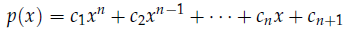 p(x) = c₁xⁿ + c₂xⁿ⁻¹ + · · · + cₙx + cₙ₊₁